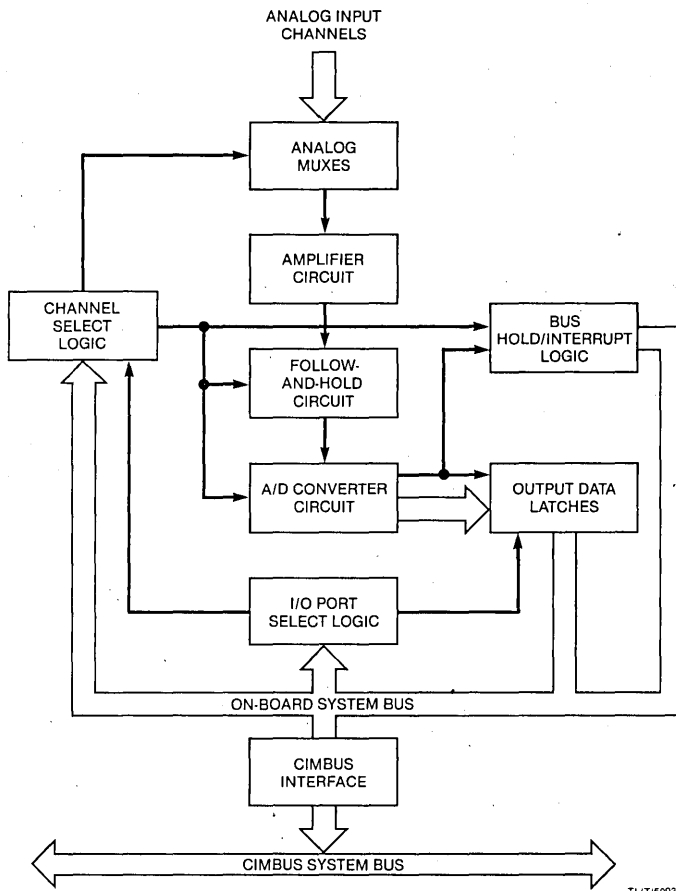 ANALOG INPUT
CHANNELS
ANALOG
MUXES
AMPLIFIER
CIRCUIT
CHANNEL
SELECT
LOGIC
BUS
HOLD/INTERRUPT
LOGIC
FOLLOW-
AND-HOLD
CIRCUIT
A/D CONVERTER
CIRCUIT
OUTPUT DATA
LATCHES
I/O PORT
SELECT LOGIC
ON-BOARD SYSTEM BUS
CIMBUS
INTERFACE
CIMBUS SYSTEM BUS